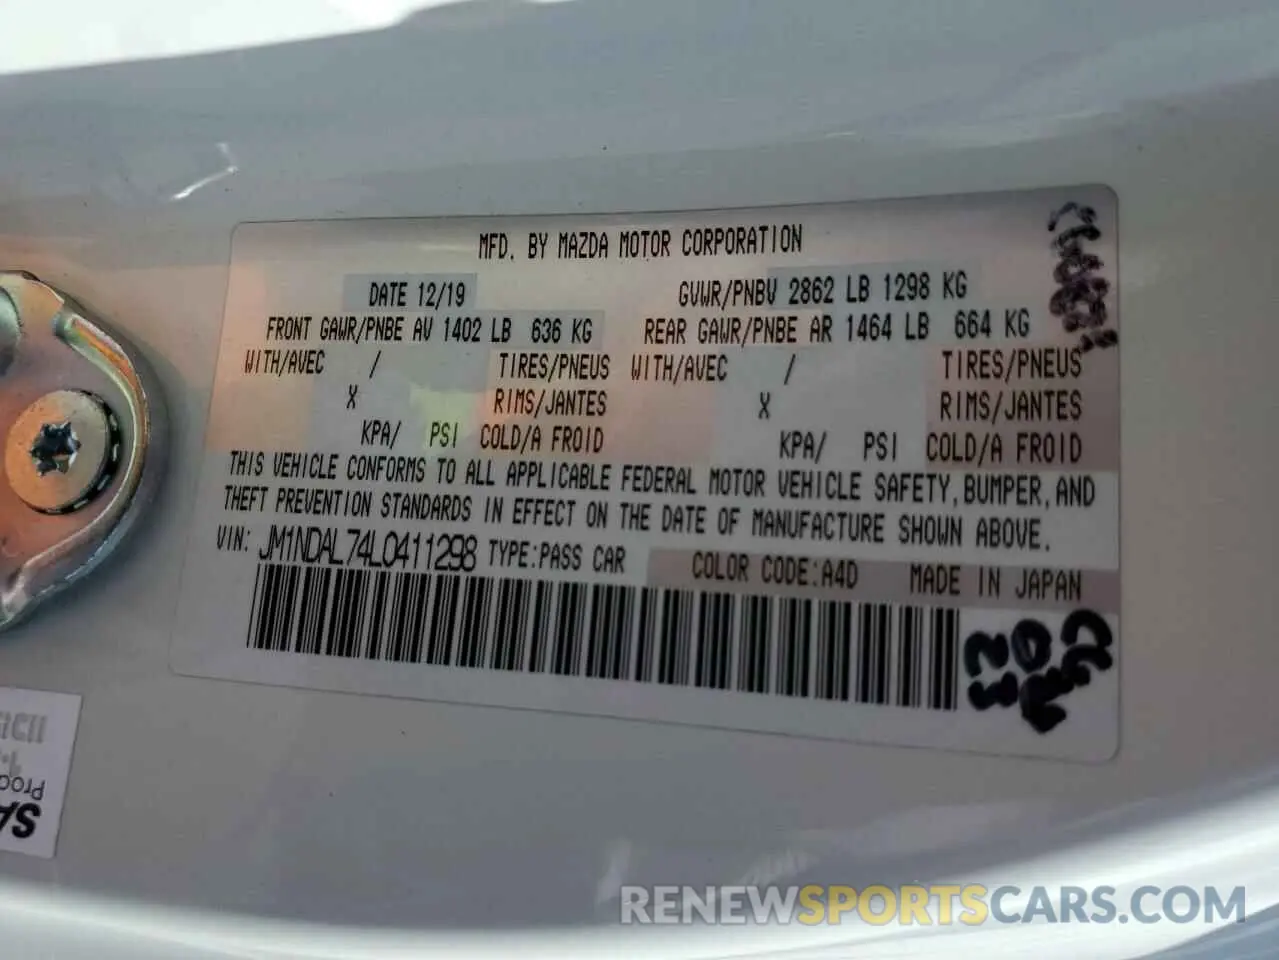 MFD. BY MAZDA MOTOR CORPORATION
DATE 12/19 GVWR/PNBV 2862 LB 1298 KG
FRONT GAWR/PNBE AV 1402 LB 636 KG REAR GAWR/PNBE AR 1464 LB 664 KG
WITH/AVEC / TIRES/PNEUS WITH/AVEC / TIRES/PNEUS
X RIMS/JANTES X RIMS/JANTES
KPA/ PSI COLD/A FROID KPA/ PSI COLD/A FROID
THIS VEHICLE CONFORMS TO ALL APPLICABLE FEDERAL MOTOR VEHICLE SAFETY, BUMPER, AND
THEFT PREVENTION STANDARDS IN EFFECT ON THE DATE OF MANUFACTURE SHOWN ABOVE.
VIN: JM1NDAL74L0411298 TYPE:PASS CAR COLOR CODE:A4D MADE IN JAPAN
RENEWSPORTSCARS.COM